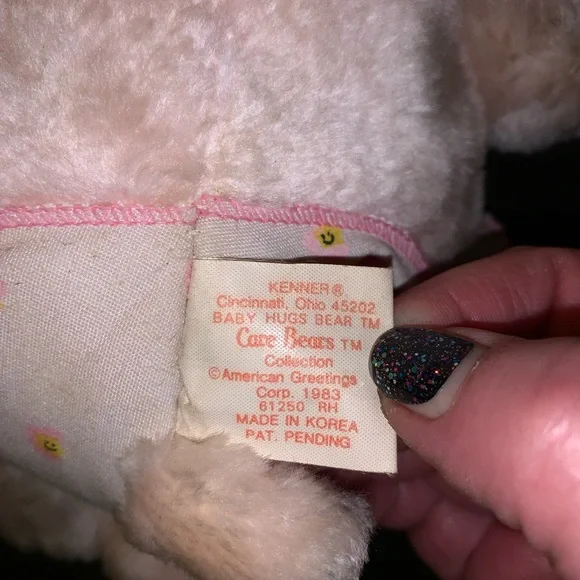 KENNER®
Cincinnati, Ohio 45202
BABY HUGS BEAR TM
Care Bears TM
Collection
©American Greetings
Corp. 1983
61250 RH
MADE IN KOREA
PAT. PENDING